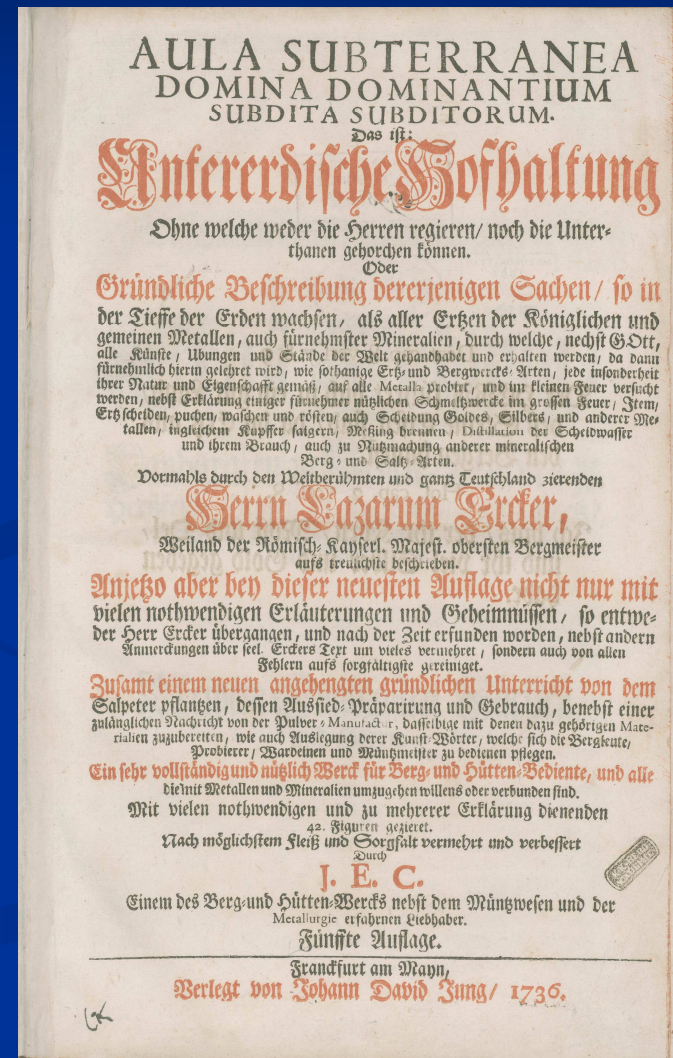 AULA SUBTERRANEA
DOMINA DOMINANTIUM
SUBDITA SUBDITORUM.
Das ist:
Untererdische Hofhaltung
Ohne welche weder die Herren regieren/ noch die Unter-
thanen gehorchen können.
Oder
Gründliche Beschreibung dererjenigen Sachen/ so in
der Tieffe der Erden wachsen, als aller Ertzen der Königlichen und
gemeinen Metallen, auch fürnehmster Mineralien, durch welche, nechst GOtt,
alle Künste, Ubungen und Stände der Welt gehandhabet und erhalten werden, da dann
fürnehmlich hierin gelehret wird, wie sothanige Ertz- und Bergwercks-Arten, jede insonderheit
ihrer Natur und Eigenschafft gemäß, auf alle Metalla probirt, und im kleinen Feuer versucht
werden, nebst Erklärung einiger fürnehmer nützlichen Schmeltzwercke im grossen Feuer, Item,
Ertz scheiden, puchen, waschen und rösten, auch Scheidung Goldes, Silbers, und anderer Me-
tallen, ingleichem Kupffer saigern, Meßing brennen, Distillation der Scheidwasser
und ihrem Brauch, auch zu Nutzmachung anderer mineralischen
Berg- und Saltz-Arten.
Vormahls durch den Weltberühmten und gantz Teutschland zierenden
Herrn Lazarum Ercker,
Weiland der Römisch-Kayserl. Majest. obersten Bergmeister
aufs treulichste beschrieben.
Anjetzo aber bey dieser neuesten Auflage nicht nur mit
vielen nothwendigen Erläuterungen und Geheimnüssen, so entwe-
der Herr Ercker übergangen, und nach der Zeit erfunden worden, nebst andern
Anmerckungen über seel. Erckers Text um vieles vermehret, sondern auch von allen
Fehlern aufs sorgfältigste gereiniget.
Zusamt einem neuen angehengten gründlichen Unterricht von dem
Salpeter pflantzen, dessen Aussied-Präparirung und Gebrauch, benebst einer
zulänglichen Nachricht von der Pulver-Manufactur, dasselbige mit denen dazu gehörigen Mate-
rialien zuzubereiten, wie auch Auslegung derer Kunst-Wörter, welche sich die Bergleute,
Probierer, Wardeinen und Müntzmeister zu bedienen pflegen.
Ein sehr vollständig und nützlich Werck für Berg- und Hütten-Bediente, und alle
die mit Metallen und Mineralien umzugehen willens oder verbunden sind.
Mit vielen nothwendigen und zu mehrerer Erklärung dienenden
42. Figuren gezieret.
Nach möglichstem Fleiß und Sorgfalt vermehrt und verbessert
Durch
J. E. C.
Einem des Berg- und Hütten-Wercks nebst dem Müntzwesen und der
Metallurgie erfahrnen Liebhaber.
Fünffte Auflage.
Franckfurt am Mayn,
Verlegt von Johann David Jung/ 1736.